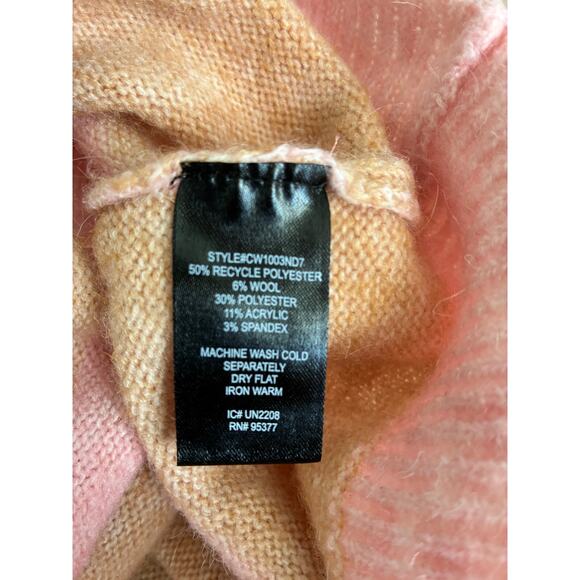 STYLE#CW1003ND7
50% RECYCLE POLYESTER
6% WOOL
30% POLYESTER
11% ACRYLIC
3% SPANDEX
MACHINE WASH COLD
SEPARATELY
DRY FLAT
IRON WARM
IC# UN2208
RN# 95377